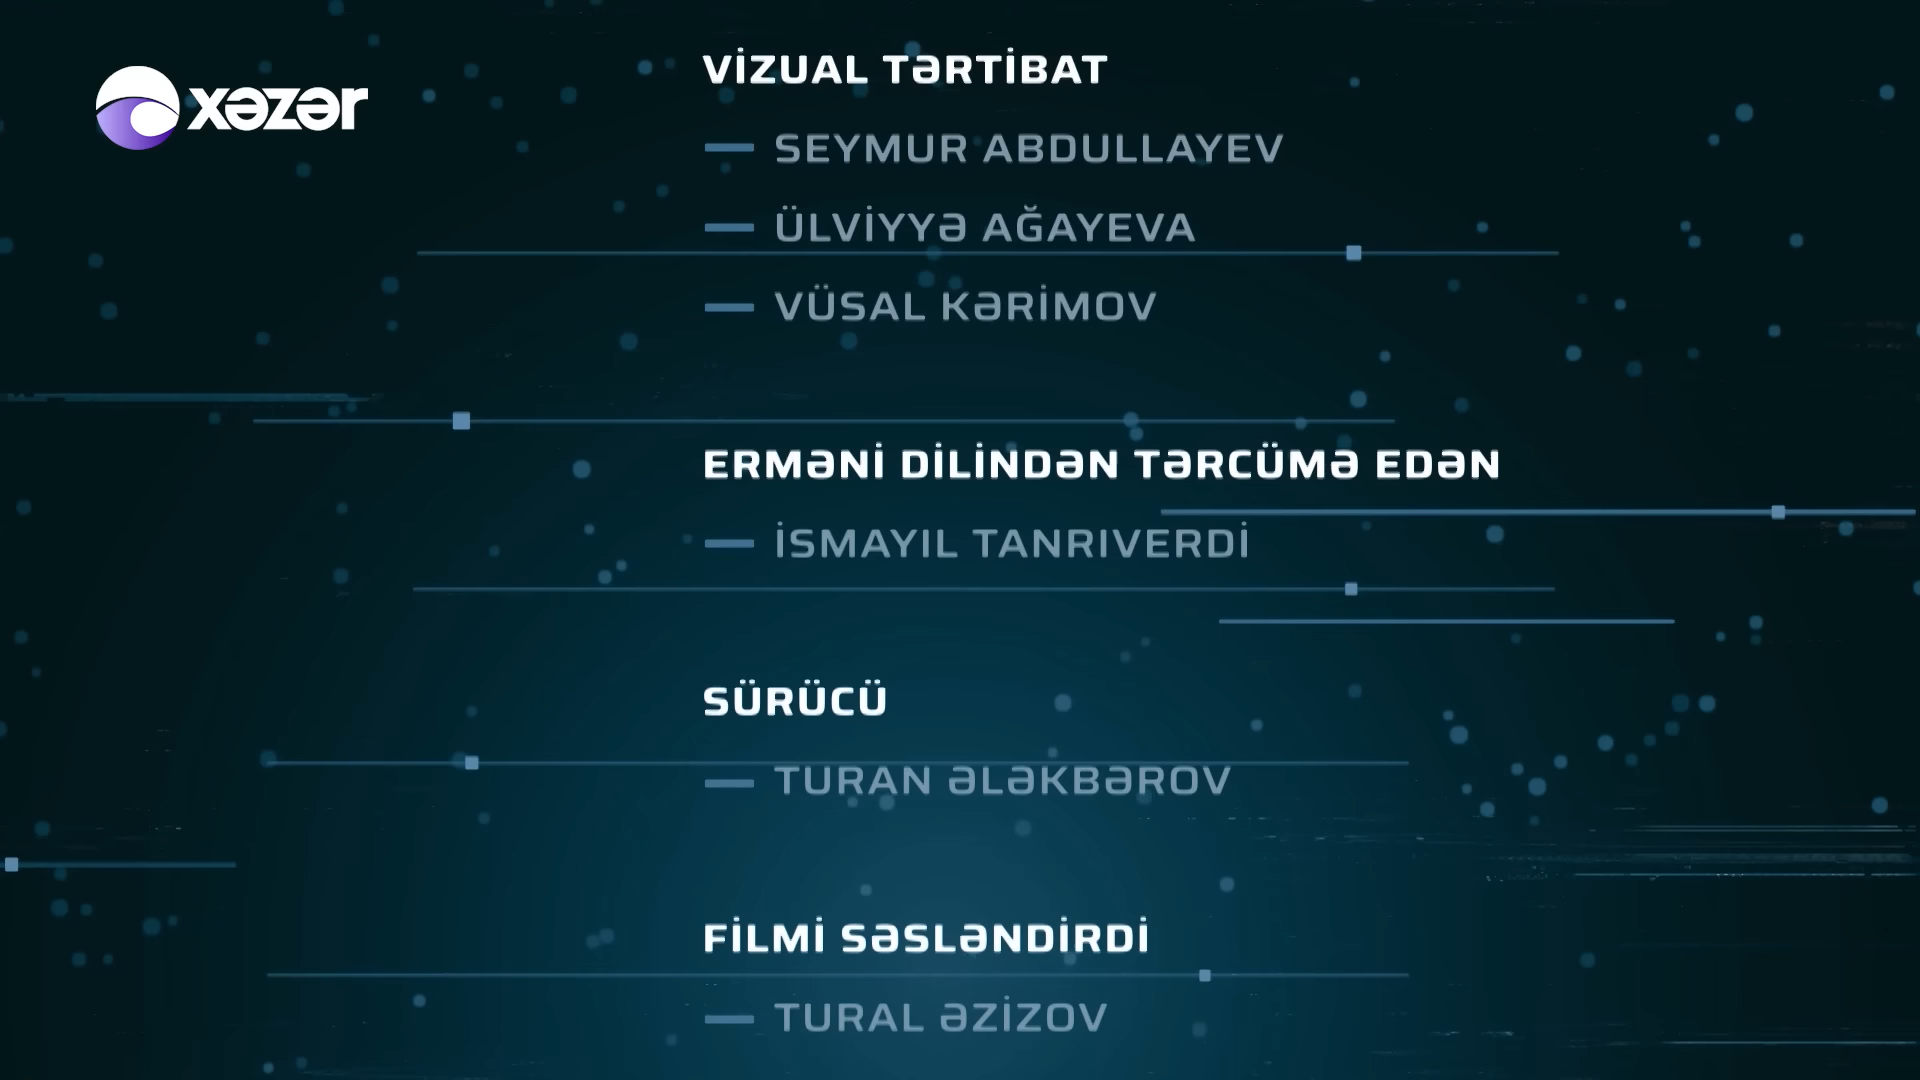 xəzər
VİZUAL TƏRTİBAT
SEYMUR ABDULLAYEV
ÜLVİYYƏ AĞAYEVA
VÜSAL KƏRİMOV
ERMƏNİ DİLİNDƏN TƏRCÜMƏ EDƏN
İSMAYIL TANRIVERDİ
SÜRÜCÜ
TURAN ƏLƏKBƏROV
FİLMİ SƏSLƏNDİRDİ
TURAL ƏZİZOV